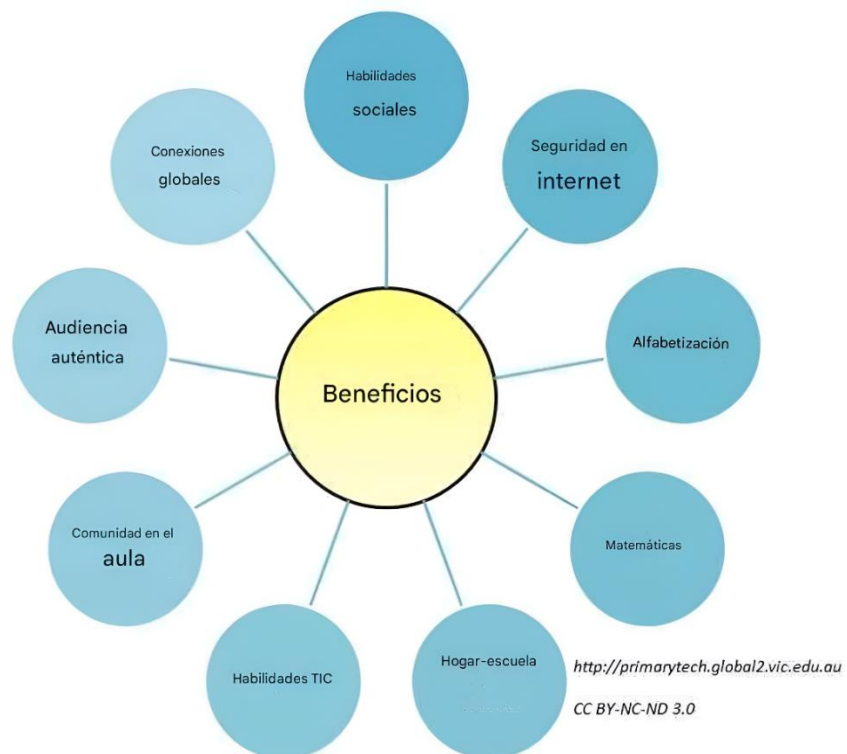 Habilidades
sociales
Seguridad en
internet
Conexiones
globales
Audiencia
auténtica
Beneficios
Alfabetización
Comunidad en el
aula
Matemáticas
Habilidades TIC
Hogar-escuela
http://primarytech.global2.vic.edu.au
CC BY-NC-ND 3.0